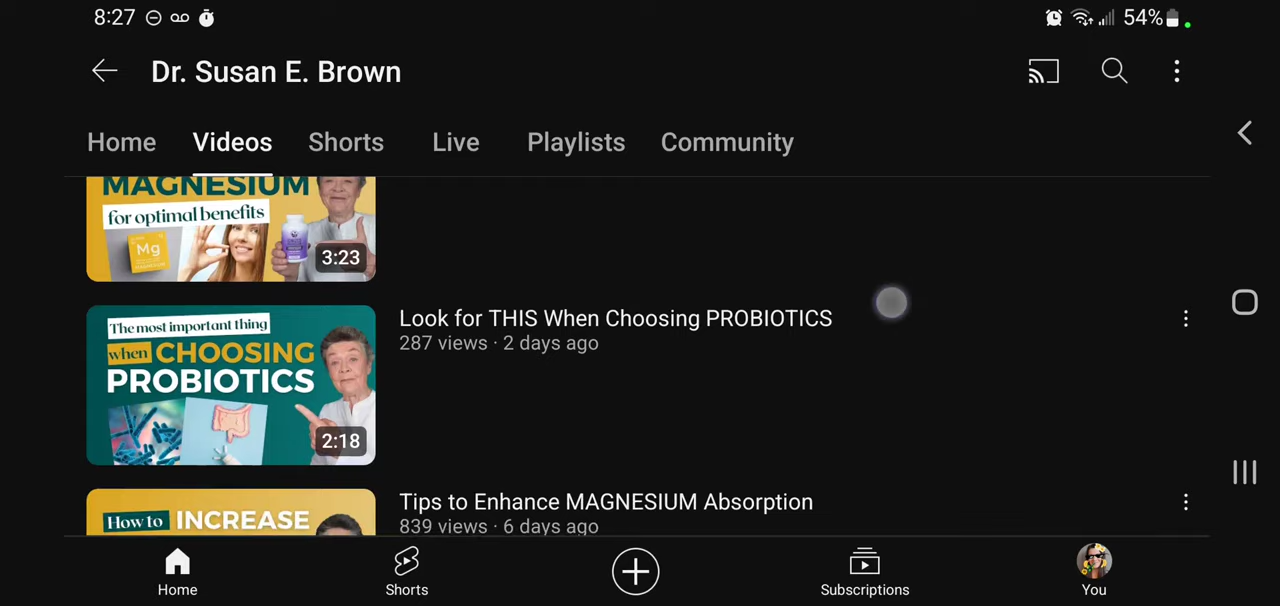 8:27
54%
Dr. Susan E. Brown
Home Videos Shorts Live Playlists Community
MAGNESIUM
for optimal benefits
Mg
3:23
The most important thing
when CHOOSING
PROBIOTICS
2:18
Look for THIS When Choosing PROBIOTICS
287 views · 2 days ago
How to INCREASE
Tips to Enhance MAGNESIUM Absorption
839 views · 6 days ago
Home Shorts Subscriptions You